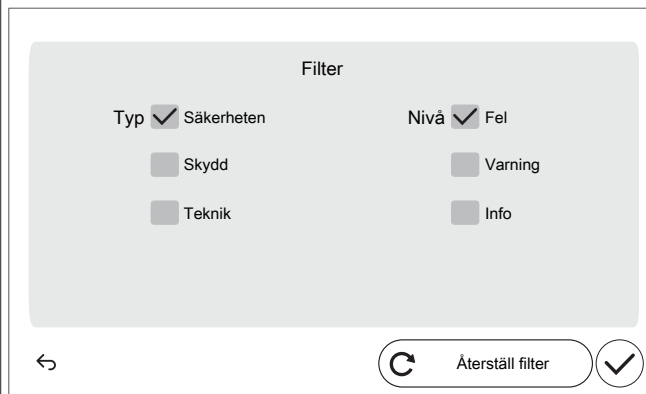 Filter
Typ Säkerheten Nivå Fel
Skydd Varning
Teknik Info
Återställ filter